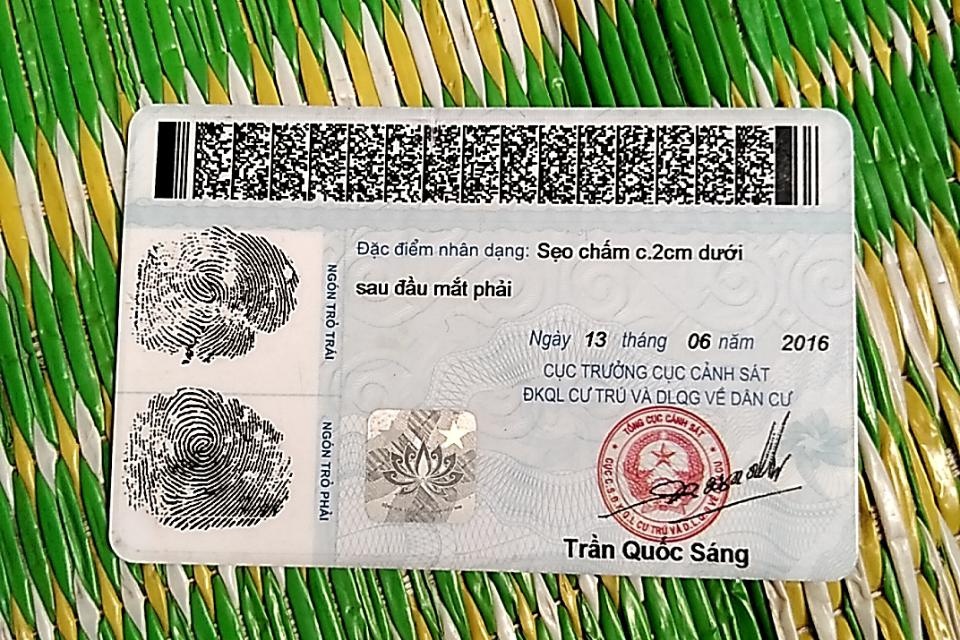 Đặc điểm nhân dạng: Sẹo chấm c.2cm dưới
sau đầu mắt phải
Ngày 13 tháng 06 năm 2016
CỤC TRƯỞNG CỤC CẢNH SÁT
ĐKQL CƯ TRÚ VÀ DLQG VỀ DÂN CƯ
TỔNG CỤC CẢNH SÁT
Trần Quốc Sáng
NGÓN TRỎ TRÁI
NGÓN TRỎ PHẢI